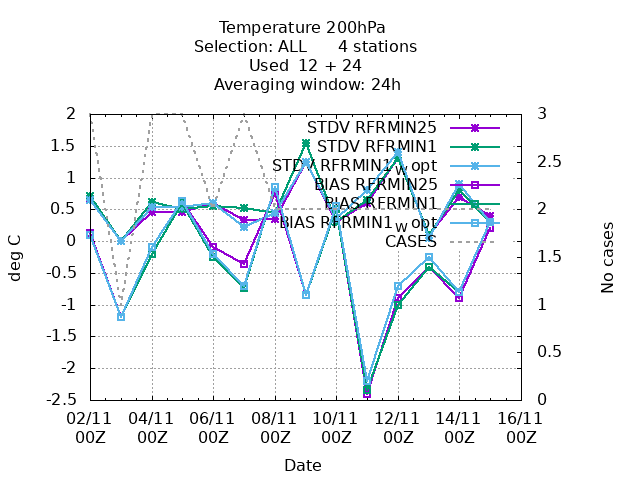 Temperature 200hPa
Selection: ALL 4 stations
Used 12 + 24
Averaging window: 24h
STDV RFRMIN25
STDV RFRMIN1
STDV RFRMIN1w opt
BIAS RFRMIN25
BIAS RFRMIN1
BIAS RFRMIN1w opt
CASES
2
1.5
1
0.5
0
-0.5
-1
-1.5
-2
-2.5
deg C
3
2.5
2
1.5
1
0.5
0
No cases
02/11 04/11 06/11 08/11 10/11 12/11 14/11 16/11
00Z 00Z 00Z 00Z 00Z 00Z 00Z 00Z
Date